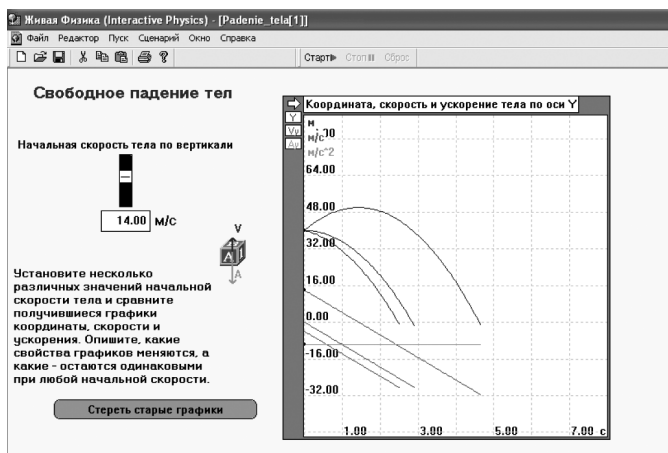 Живая Физика (Interactive Physics) - [Padenie_tela[1]]
Файл Редактор Пуск Сценарий Окно Справка
Старт Стоп Сброс
Свободное падение тел
Начальная скорость тела по вертикали
14.00 м/с
V
A
Установите несколько
различных значений начальной
скорости тела и сравните
получившиеся графики
координаты, скорости и
ускорения. Опишите, какие
свойства графиков меняются, а
какие - остаются одинаковыми
при любой начальной скорости.
Стереть старые графики
Координата, скорость и ускорение тела по оси Y
Y
Vy
Ay
м
м/с
м/с^2
64.00
48.00
32.00
16.00
0.00
-16.00
-32.00
1.00 3.00 5.00 7.00 с